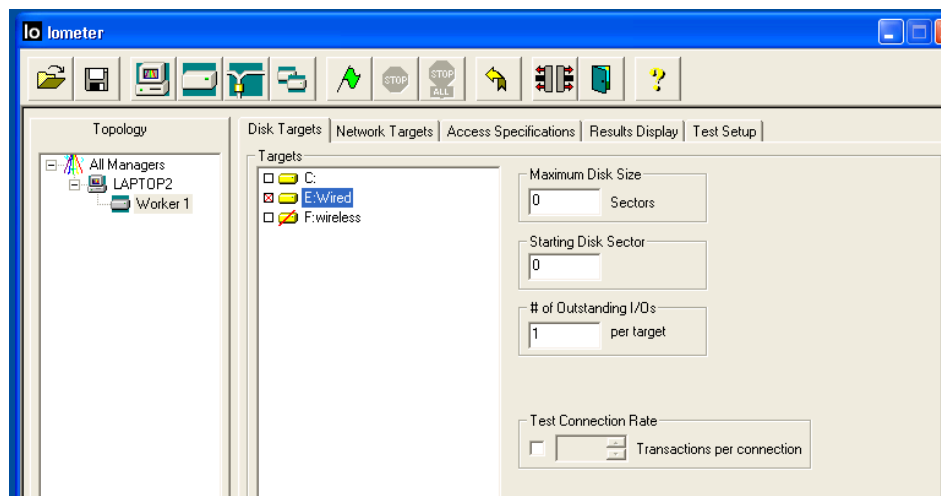 Io Iometer
STOP
STOP
ALL
?
Topology
All Managers
LAPTOP2
Worker 1
Disk Targets
Network Targets
Access Specifications
Results Display
Test Setup
Targets
C:
E:Wired
F:wireless
Maximum Disk Size
0 Sectors
Starting Disk Sector
0
# of Outstanding I/Os
1 per target
Test Connection Rate
Transactions per connection